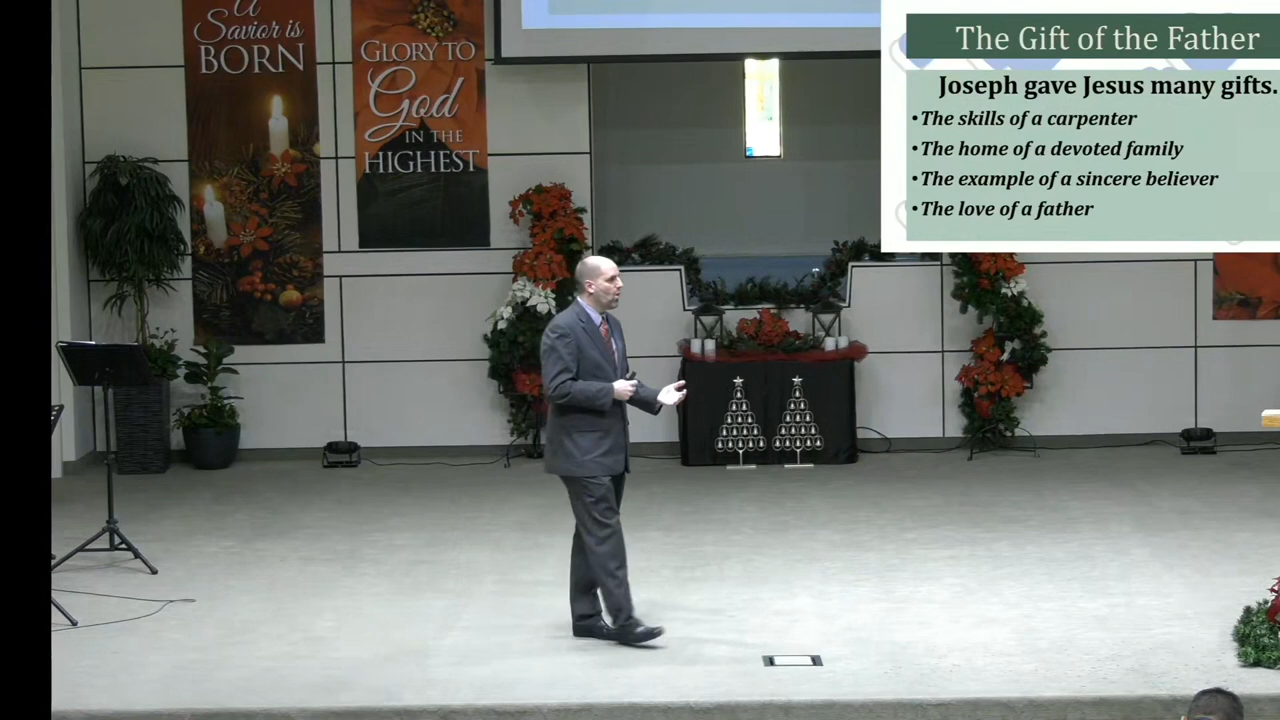 A
Savior is
BORN
GLORY TO
God
IN THE
HIGHEST
The Gift of the Father
Joseph gave Jesus many gifts.
•The skills of a carpenter
•The home of a devoted family
•The example of a sincere believer
•The love of a father